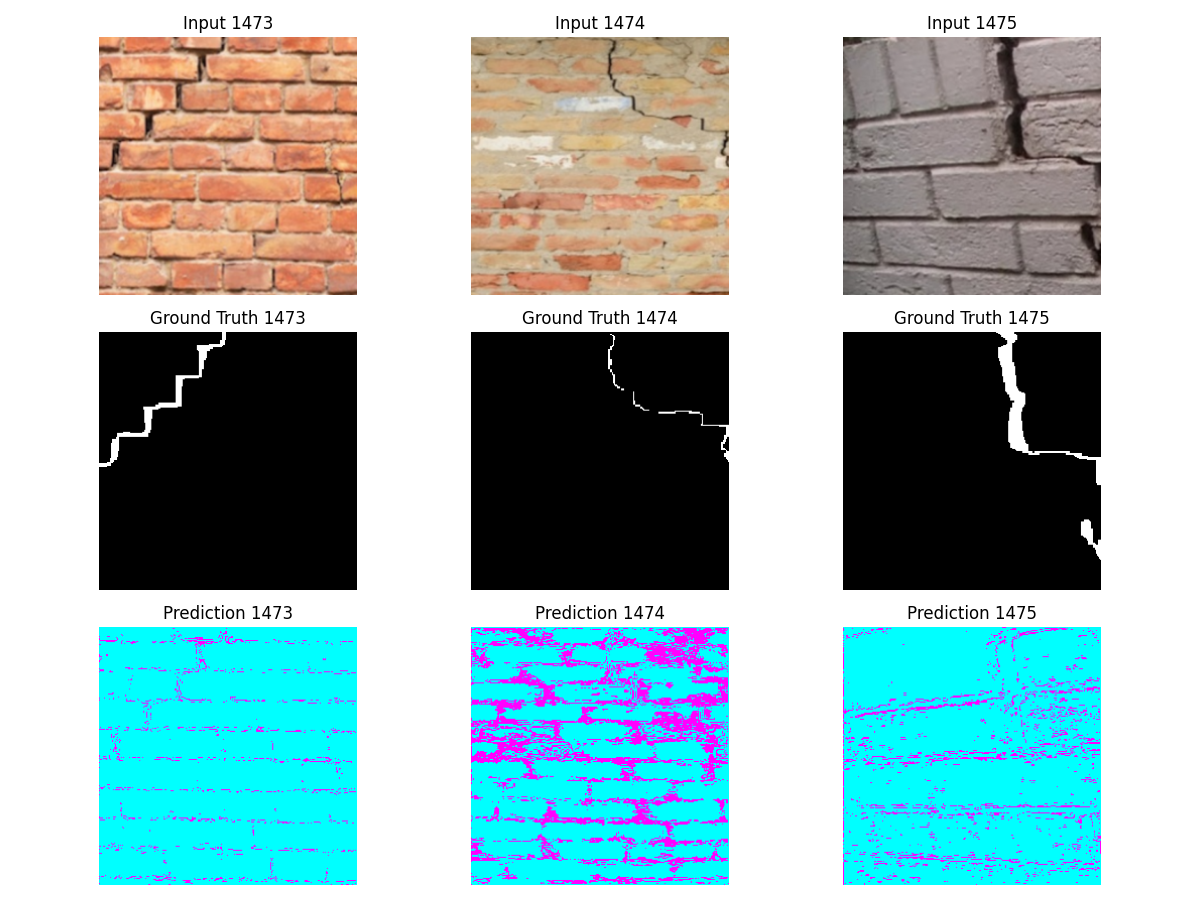 Input 1473
Input 1474
Input 1475
Ground Truth 1473
Ground Truth 1474
Ground Truth 1475
Prediction 1473
Prediction 1474
Prediction 1475